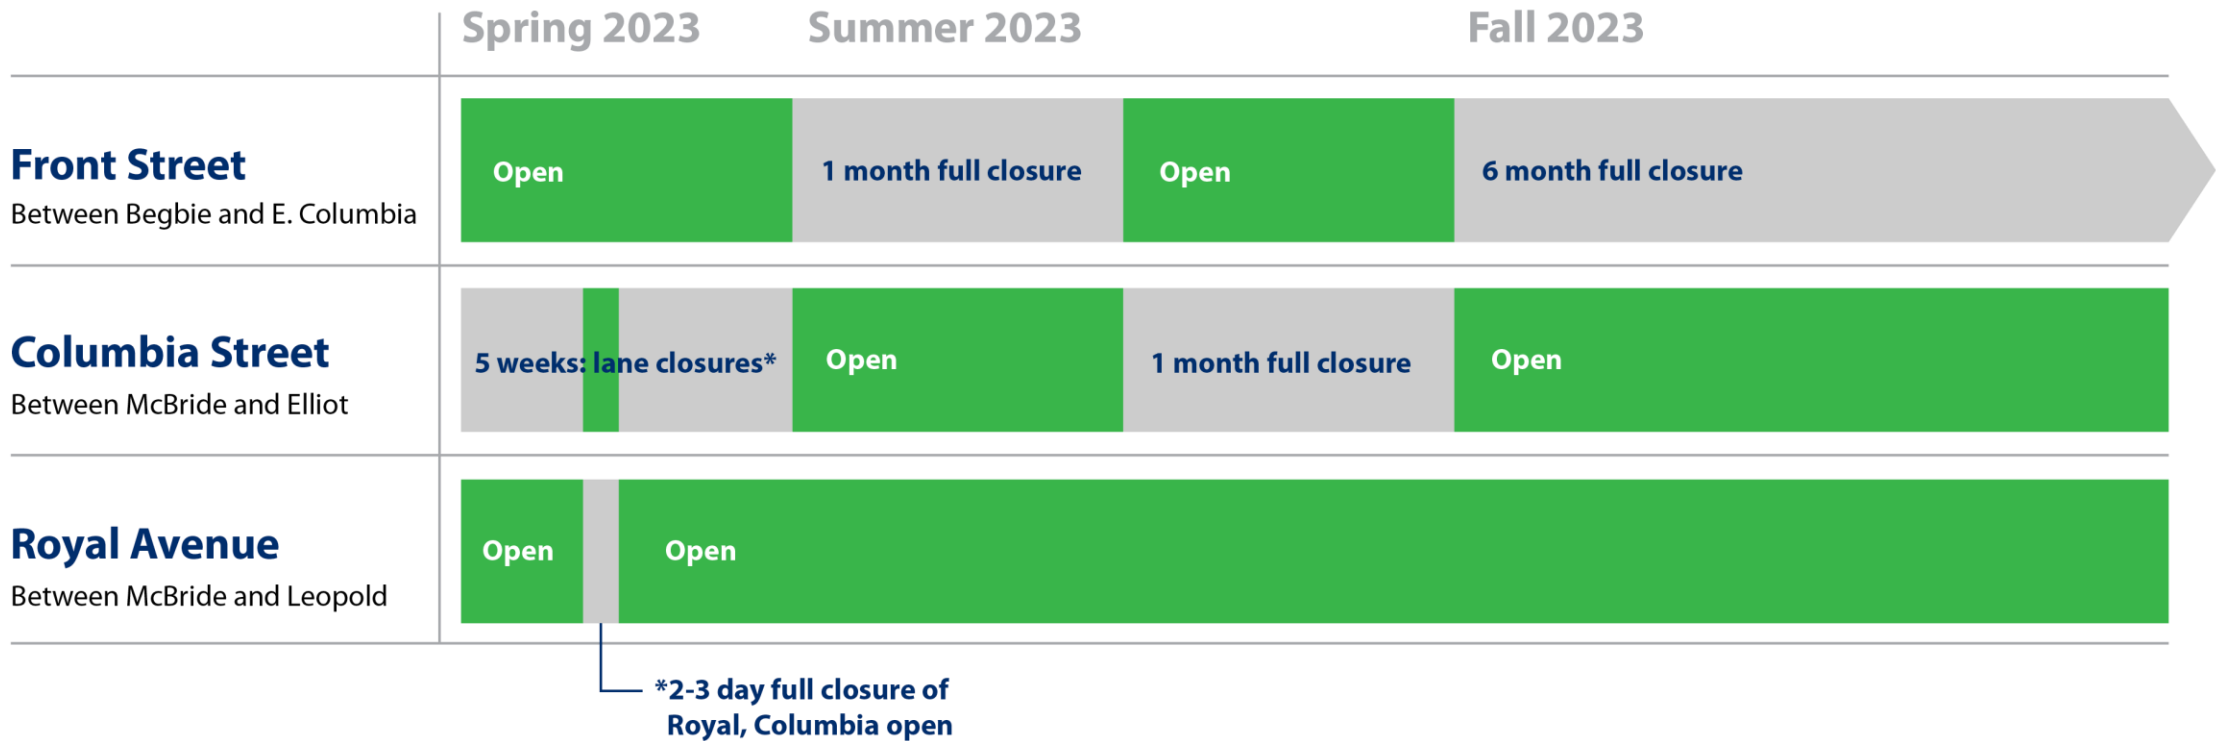 Spring 2023 Summer 2023 Fall 2023
Front Street
Between Begbie and E. Columbia
Open 1 month full closure Open 6 month full closure
Columbia Street
Between McBride and Elliot
5 weeks: lane closures* Open 1 month full closure Open
Royal Avenue
Between McBride and Leopold
Open Open
*2-3 day full closure of
Royal, Columbia open